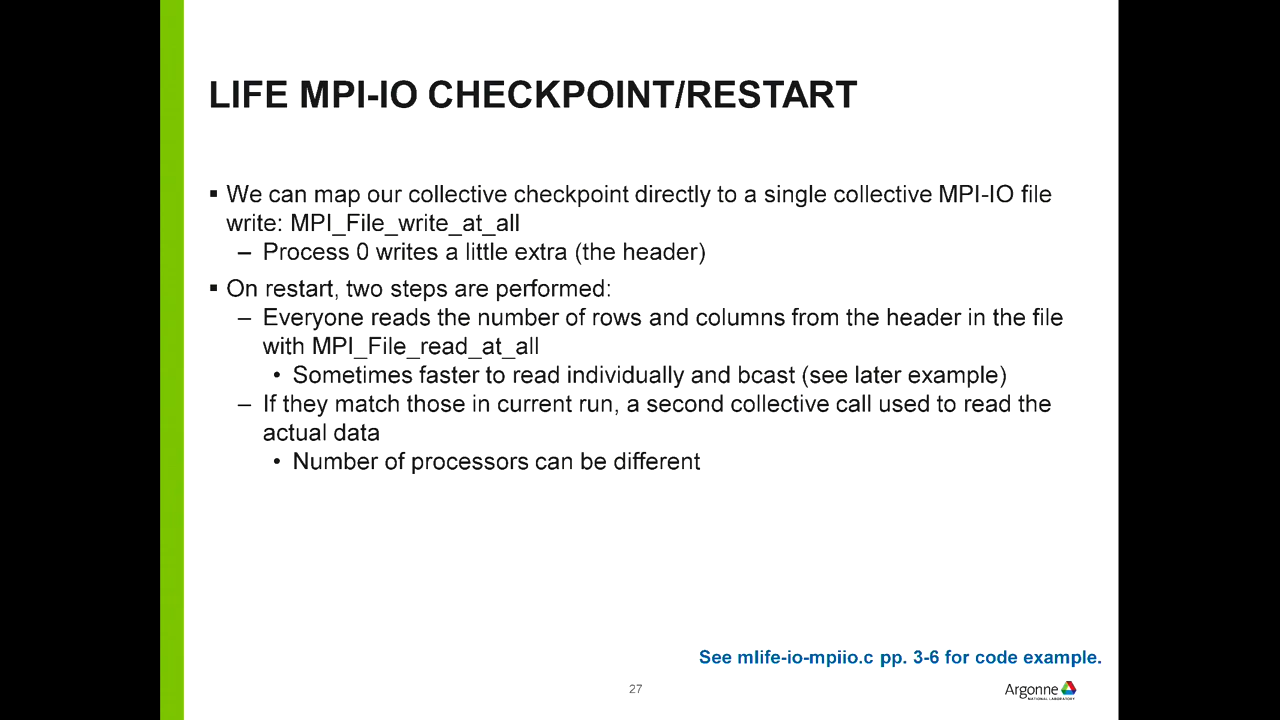 LIFE MPI-IO CHECKPOINT/RESTART
▪ We can map our collective checkpoint directly to a single collective MPI-IO file
write: MPI_File_write_at_all
– Process 0 writes a little extra (the header)
▪ On restart, two steps are performed:
– Everyone reads the number of rows and columns from the header in the file
with MPI_File_read_at_all
• Sometimes faster to read individually and bcast (see later example)
– If they match those in current run, a second collective call used to read the
actual data
• Number of processors can be different
See mlife-io-mpiio.c pp. 3-6 for code example.
27
Argonne
NATIONAL LABORATORY